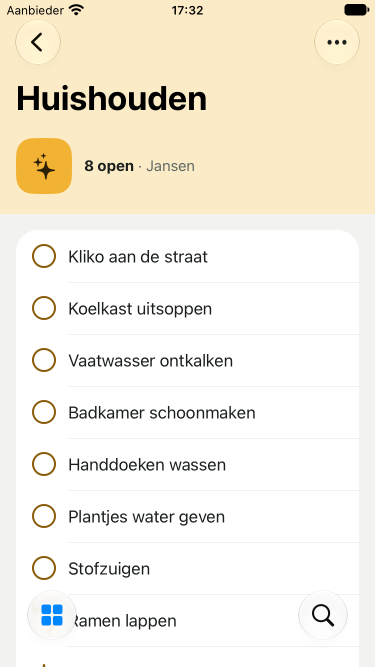 Aanbieder 17:32
Huishouden
8 open · Jansen
Kliko aan de straat
Koelkast uitsoppen
Vaatwasser ontkalken
Badkamer schoonmaken
Handdoeken wassen
Plantjes water geven
Stofzuigen
Ramen lappen